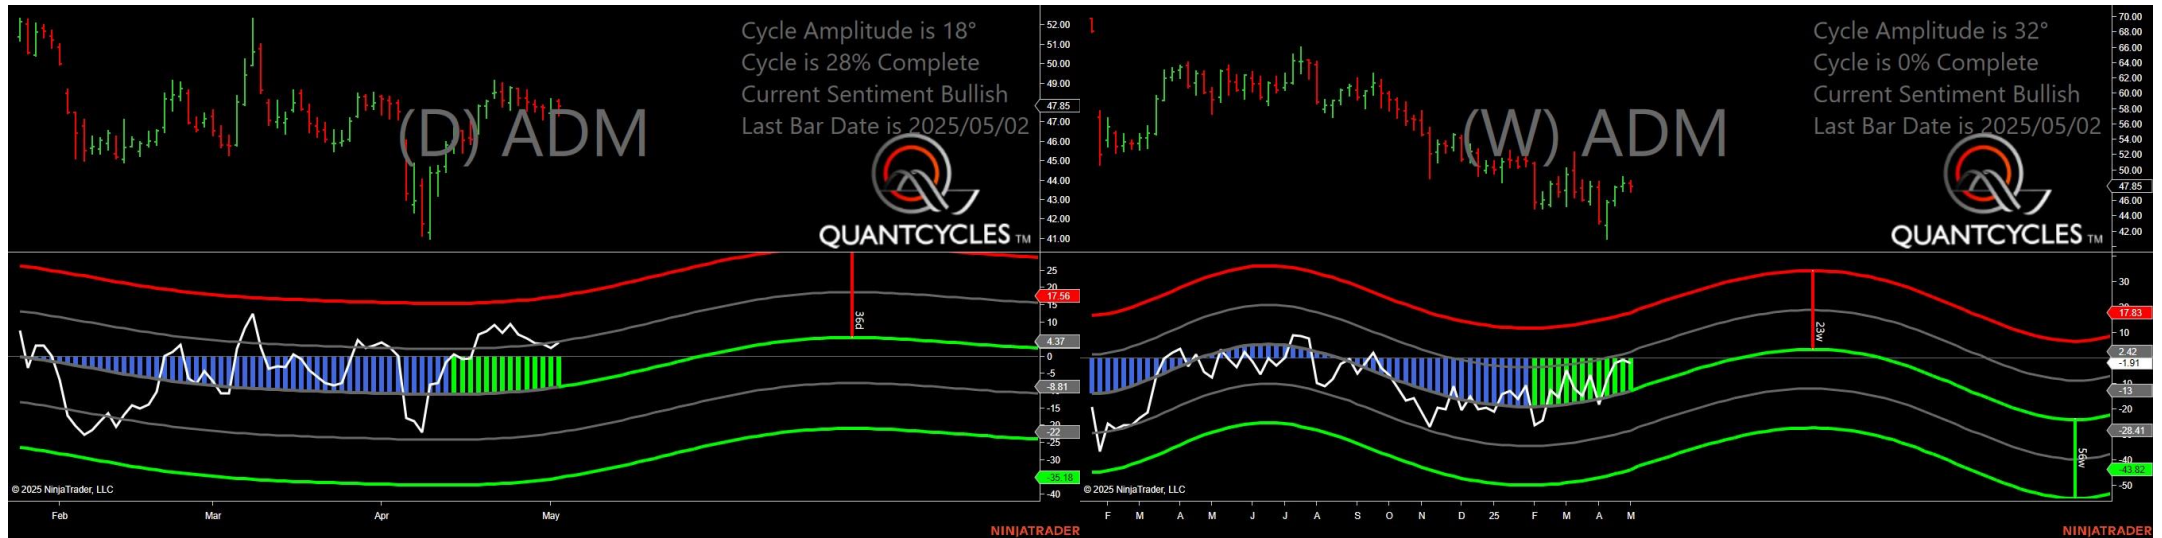 Cycle Amplitude is 18°
Cycle is 28% Complete
Current Sentiment Bullish
Last Bar Date is 2025/05/02
(D) ADM
QUANTCYCLES TM
52.00
51.00
50.00
49.00
48.00
47.85
47.00
46.00
45.00
44.00
43.00
42.00
41.00
25
20
17.56
15
10
4.37
0
-5
-8.81
-15
-22
-25
-30
-35.18
-40
36d
© 2025 NinjaTrader, LLC
Feb Mar Apr May
NINJATRADER
Cycle Amplitude is 32°
Cycle is 0% Complete
Current Sentiment Bullish
Last Bar Date is 2025/05/02
(W) ADM
QUANTCYCLES TM
70.00
68.00
66.00
64.00
62.00
60.00
58.00
56.00
54.00
52.00
50.00
47.85
46.00
44.00
42.00
30
20
17.83
10
2.42
-1.91
-10
-13
-20
-28.41
-40
-43.82
-50
23w
56w
© 2025 NinjaTrader, LLC
F M A M J J A S O N D 25 F M A M
NINJATRADER